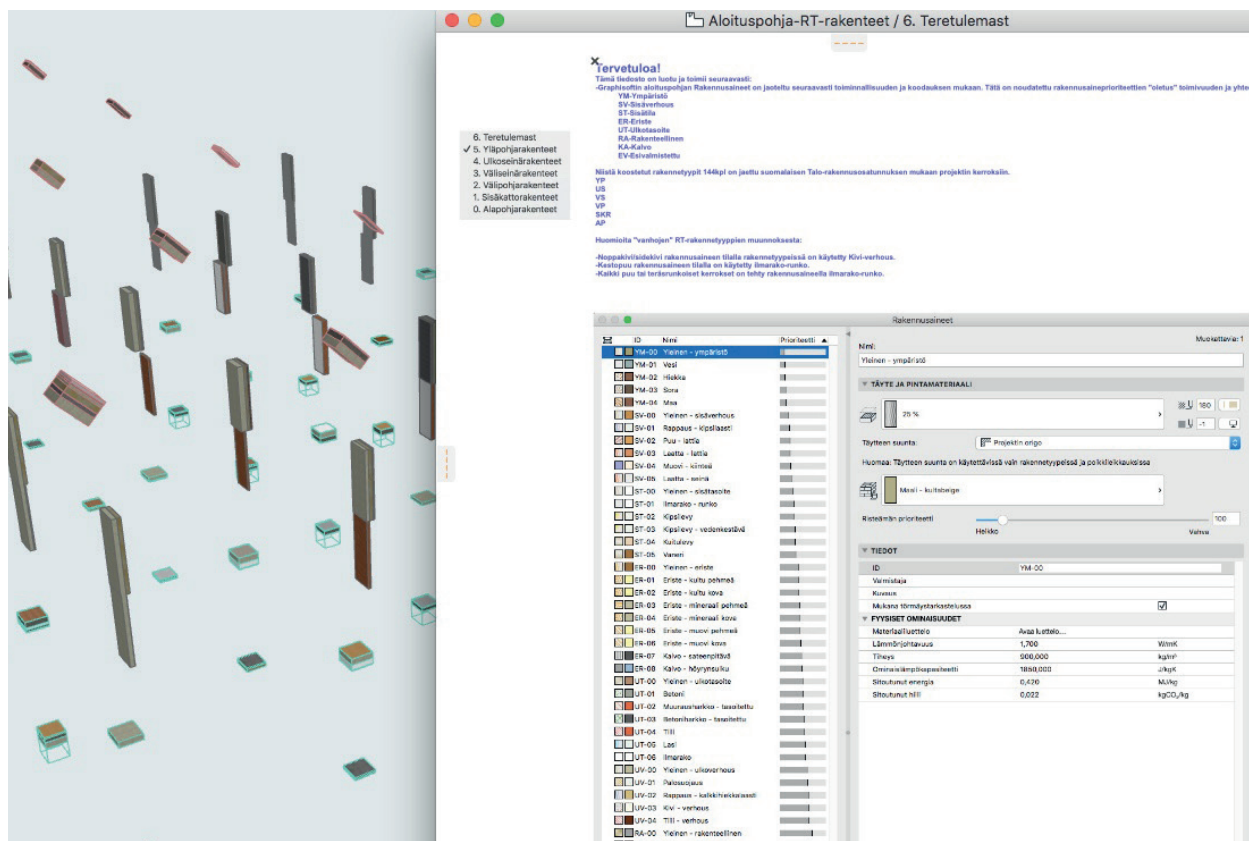 Aloituspohja-RT-rakenteet / 6. Teretulemast
Tervetuloa!
Tämä tiedosto on luotu ja toimii seuraavasti:
-Graphisoftin aloituspohjan Rakennusaineet on jaoteltu seuraavasti toiminnallisuuden ja koodauksen mukaan. Tätä on noudatettu rakennusaineprioriteettien "oletus" toimivuuden ja yhte
YM-Ympäristö
SV-Sisäverhous
ST-Sisätila
ER-Eriste
UT-Ulkotasoite
RA-Rakenteellinen
KA-Kalvo
EV-Esivalmistettu
Niistä koostetut rakennetyypit 144kpl on jaettu suomalaisen Talo-rakennusosatunnuksen mukaan projektin kerroksiin.
YP
US
VS
VP
SKR
AP
Huomioita "vanhojen" RT-rakennetyyppien muunnoksesta:
-Noppakivi/sidekivi rakennusaineen tilalla rakennetyypeissä on käytetty Kivi-verhous.
-Kestopuu rakennusaineen tilalla on käytetty ilmarako-runko.
-Kaikki puu tai teräsrunkoiset kerrokset on tehty rakennusaineella ilmarako-runko.
6. Teretulemast
✓ 5. Yläpohjarakenteet
4. Ulkoseinärakenteet
3. Väliseinärakenteet
2. Välipohjarakenteet
1. Sisäkattorakenteet
0. Alapohjarakenteet
Rakennusaineet
ID Nimi Prioriteetti
YM-00 Yleinen - ympäristö
YM-01 Vesi
YM-02 Hiekka
YM-03 Sora
YM-04 Maa
SV-00 Yleinen - sisäverhous
SV-01 Rappaus - kipsilaasti
SV-02 Puu - lattia
SV-03 Laatta - lattia
SV-04 Muovi - kiinteä
SV-05 Laatta - seinä
ST-00 Yleinen - sisätasoite
ST-01 Ilmarako - runko
ST-02 Kipsilevy
ST-03 Kipsilevy - vedenkestävä
ST-04 Kuitulevy
ST-05 Vaneri
ER-00 Yleinen - eriste
ER-01 Eriste - kuitu pehmeä
ER-02 Eriste - kuitu kova
ER-03 Eriste - mineraali pehmeä
ER-04 Eriste - mineraali kova
ER-05 Eriste - muovi pehmeä
ER-06 Eriste - muovi kova
ER-07 Kalvo - sateenpitävä
ER-08 Kalvo - höyrynsulku
UT-00 Yleinen - ulkotasoite
UT-01 Betoni
UT-02 Muurausharkko - tasoitettu
UT-03 Betoniharkko - tasoitettu
UT-04 Tiili
UT-05 Lasi
UT-06 Ilmarako
UV-00 Yleinen - ulkoverhous
UV-01 Palosuojaus
UV-02 Rappaus - kalkkihiekkalaasti
UV-03 Kivi - verhous
UV-04 Tiili - verhous
RA-00 Yleinen - rakenteellinen
Muokattavia: 1
Nimi:
Yleinen - ympäristö
TÄYTE JA PINTAMATERIAALI
25 %
180
-1
Täytteen suunta:
Projektin origo
Huomaa: Täytteen suunta on käytettävissä vain rakennetyypeissä ja poikkileikkauksissa
Maali - kuitubeige
Risteämän prioriteetti
100
Heikko
Vahva
TIEDOT
ID YM-00
Valmistaja
Kuvaus
Mukana törmäystarkastelussa
FYYSISET OMINAISUUDET
Materiaaliluettelo Avaa luettelo...
Lämmönjohtavuus 1,700 W/mK
Tiheys 900,000 kg/m³
Ominaislämpökapasiteetti 1850,000 J/kgK
Sitoutunut energia 0,420 MJ/kg
Sitoutunut hiili 0,022 kgCO₂/kg